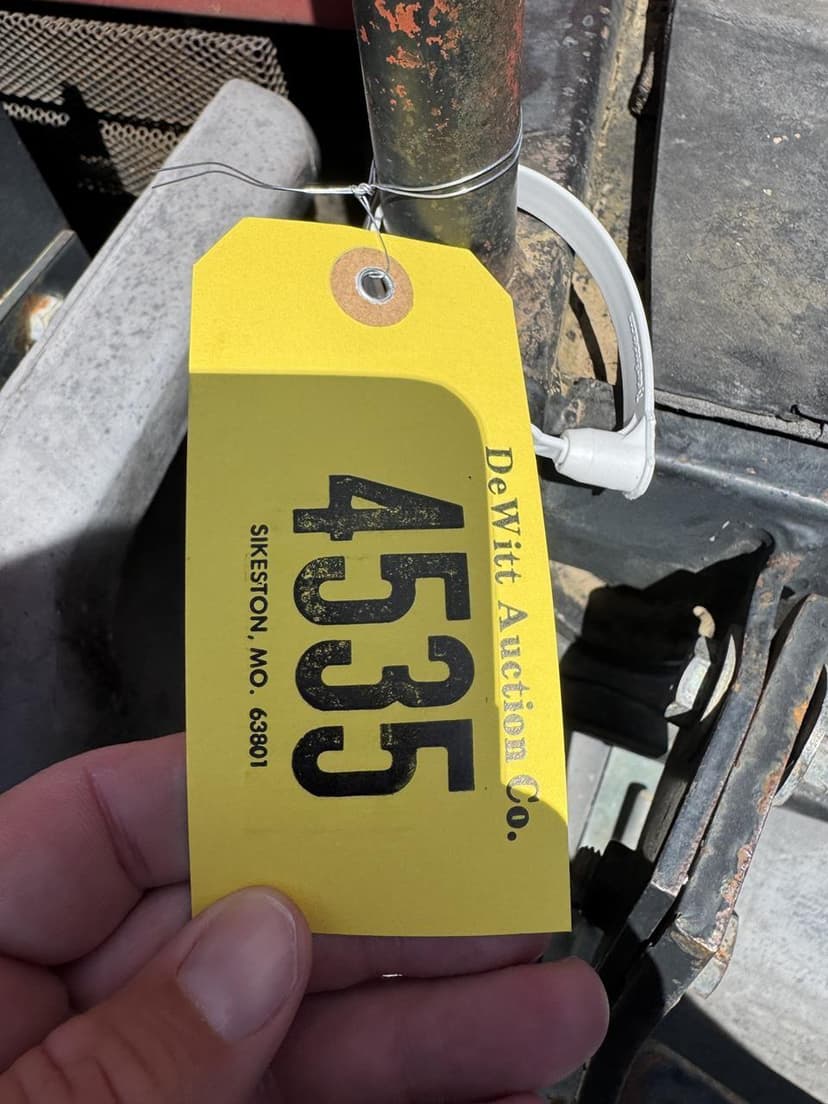 DeWitt Auction Co.
4535
SIKESTON, MO. 63801